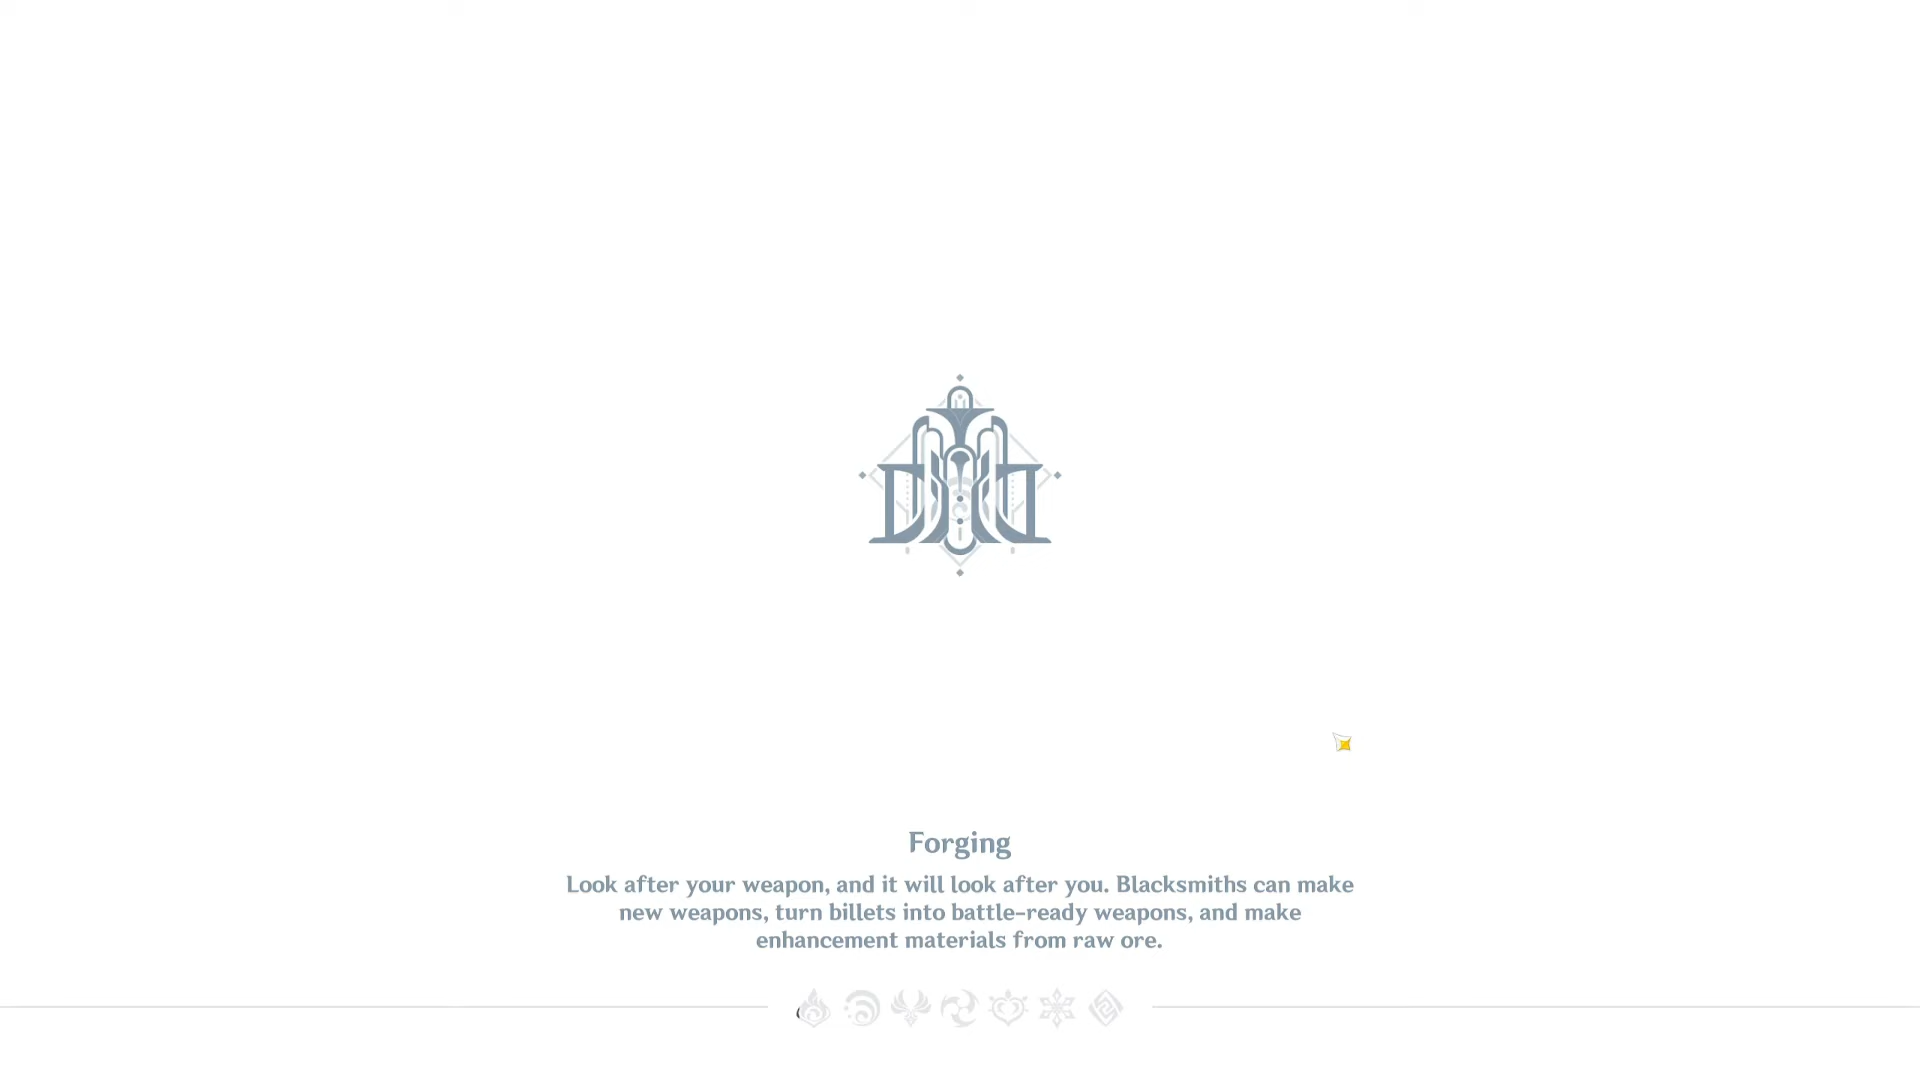 Forging
Look after your weapon, and it will look after you. Blacksmiths can make
new weapons, turn billets into battle-ready weapons, and make
enhancement materials from raw ore.